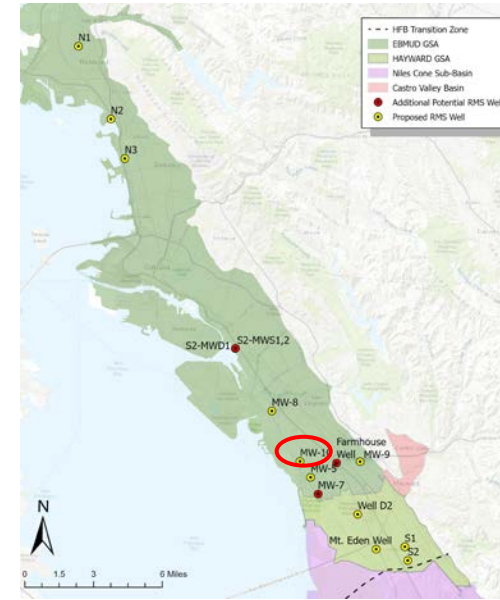 N1
N2
N3
S2-MWD1
S2-MWS1,2
MW-8
MW-10
Farmhouse
Well
MW-9
MW-5
MW-7
Well D2
Mt. Eden Well
S1
S2
N
0 1.5 3 6 Miles
HFB Transition Zone
EBMUD GSA
HAYWARD GSA
Niles Cone Sub-Basin
Castro Valley Basin
Additional Potential RMS Well
Proposed RMS Well